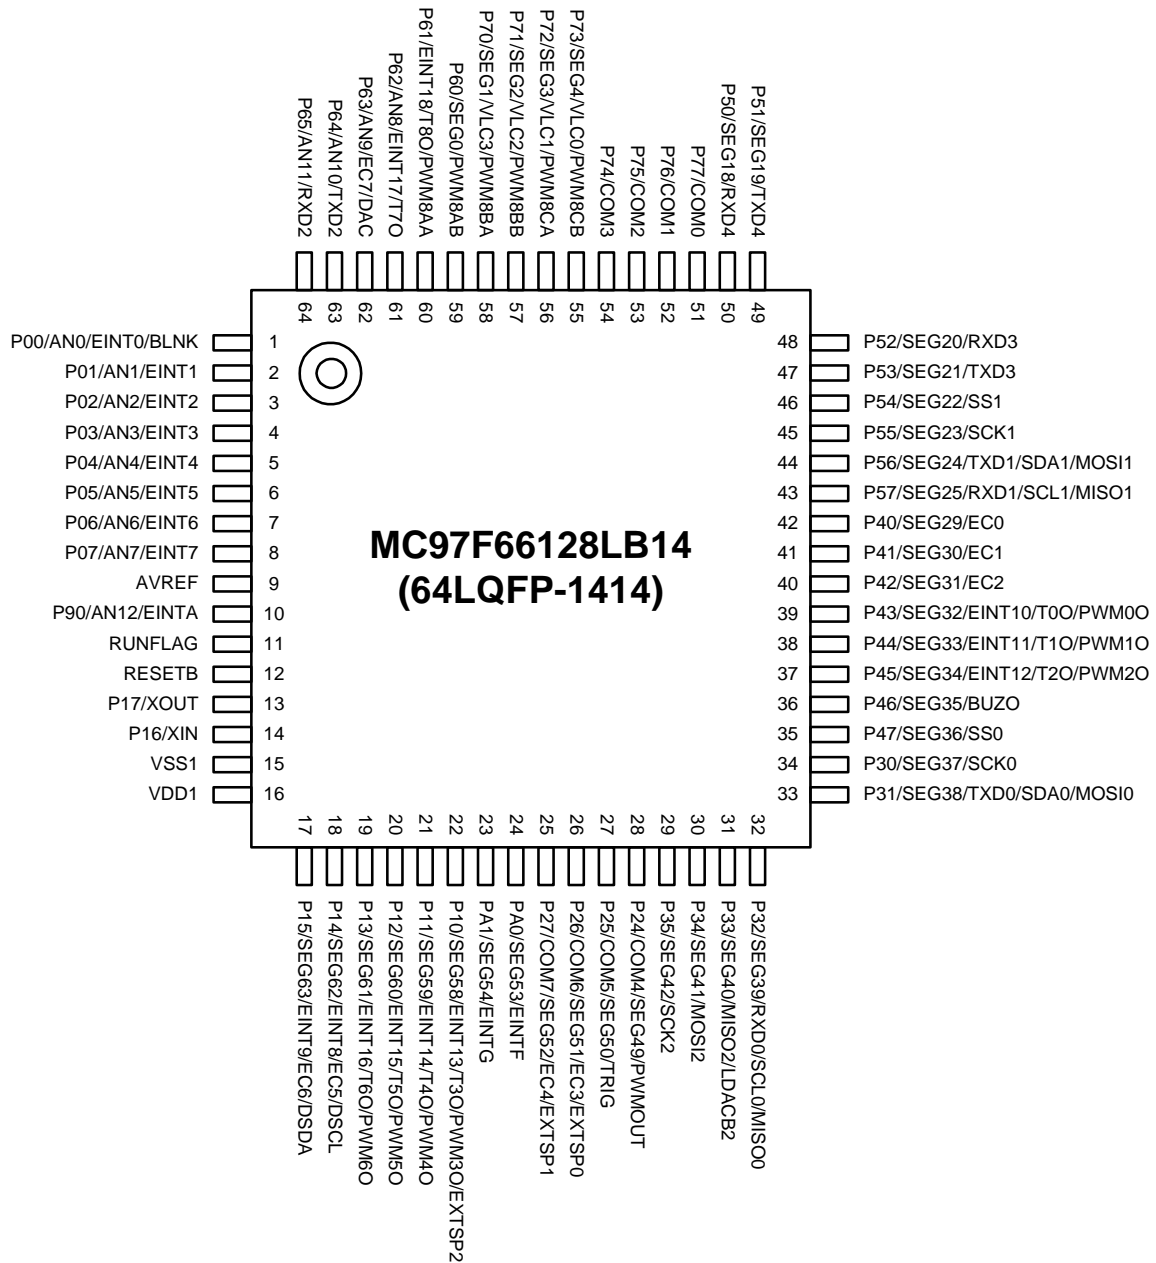 P65/AN11/RXD2
P64/AN10/TXD2
P63/AN9/EC7/DAC
P62/AN8/EINT17/T7O
P61/EINT18/T8O/PWM8AA
P60/SEG0/PWM8AB
P70/SEG1/VLC3/PWM8BA
P71/SEG2/VLC2/PWM8BB
P72/SEG3/VLC1/PWM8CA
P73/SEG4/VLC0/PWM8CB
P74/COM3
P75/COM2
P76/COM1
P77/COM0
P50/SEG18/RXD4
P51/SEG19/TXD4
64
63
62
61
60
59
58
57
56
55
54
53
52
51
50
49
P00/AN0/EINT0/BLNK 1
P01/AN1/EINT1 2
P02/AN2/EINT2 3
P03/AN3/EINT3 4
P04/AN4/EINT4 5
P05/AN5/EINT5 6
P06/AN6/EINT6 7
P07/AN7/EINT7 8
AVREF 9
P90/AN12/EINTA 10
RUNFLAG 11
RESETB 12
P17/XOUT 13
P16/XIN 14
VSS1 15
VDD1 16
MC97F66128LB14
(64LQFP-1414)
48 P52/SEG20/RXD3
47 P53/SEG21/TXD3
46 P54/SEG22/SS1
45 P55/SEG23/SCK1
44 P56/SEG24/TXD1/SDA1/MOSI1
43 P57/SEG25/RXD1/SCL1/MISO1
42 P40/SEG29/EC0
41 P41/SEG30/EC1
40 P42/SEG31/EC2
39 P43/SEG32/EINT10/T0O/PWM0O
38 P44/SEG33/EINT11/T1O/PWM1O
37 P45/SEG34/EINT12/T2O/PWM2O
36 P46/SEG35/BUZO
35 P47/SEG36/SS0
34 P30/SEG37/SCK0
33 P31/SEG38/TXD0/SDA0/MOSI0
17
18
19
20
21
22
23
24
25
26
27
28
29
30
31
32
P15/SEG63/EINT9/EC6/DSDA
P14/SEG62/EINT8/EC5/DSCL
P13/SEG61/EINT16/T6O/PWM6O
P12/SEG60/EINT15/T5O/PWM5O
P11/SEG59/EINT14/T4O/PWM4O
P10/SEG58/EINT13/T3O/PWM3O/EXTSP2
PA1/SEG54/EINTG
PA0/SEG53/EINTF
P27/COM7/SEG52/EC4/EXTSP1
P26/COM6/SEG51/EC3/EXTSP0
P25/COM5/SEG50/TRIG
P24/COM4/SEG49/PWMOUT
P35/SEG42/SCK2
P34/SEG41/MOSI2
P33/SEG40/MISO2/LDACB2
P32/SEG39/RXD0/SCL0/MISO0